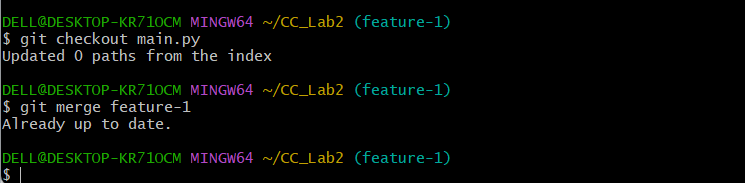 DELL@DESKTOP-KR71OCM MINGW64 ~/CC_Lab2 (feature-1)
$ git checkout main.py
Updated 0 paths from the index
DELL@DESKTOP-KR71OCM MINGW64 ~/CC_Lab2 (feature-1)
$ git merge feature-1
Already up to date.
DELL@DESKTOP-KR71OCM MINGW64 ~/CC_Lab2 (feature-1)
$